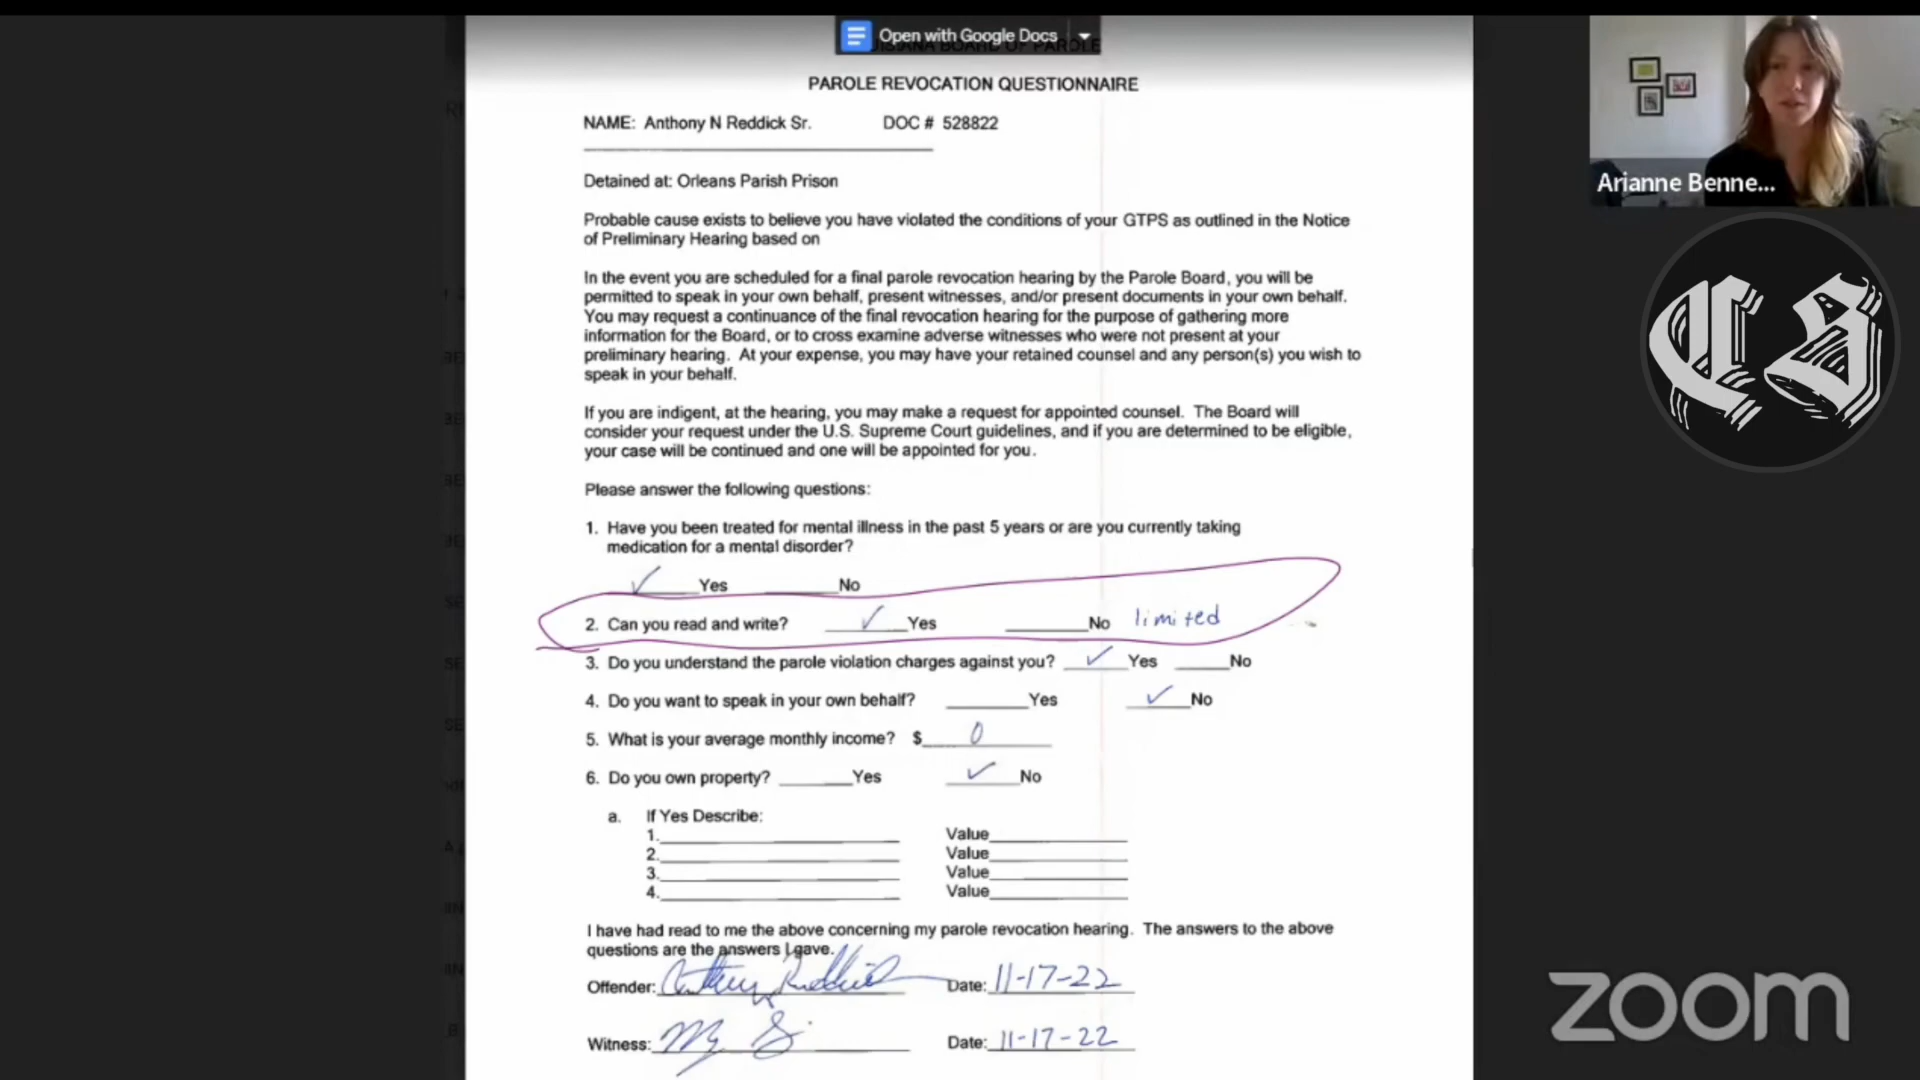 Open with Google Docs
BOARD OF PAROLE
PAROLE REVOCATION QUESTIONNAIRE
NAME: Anthony N Reddick Sr. DOC # 528822
Detained at: Orleans Parish Prison
Probable cause exists to believe you have violated the conditions of your GTPS as outlined in the Notice
of Preliminary Hearing based on
In the event you are scheduled for a final parole revocation hearing by the Parole Board, you will be
permitted to speak in your own behalf, present witnesses, and/or present documents in your own behalf.
You may request a continuance of the final revocation hearing for the purpose of gathering more
information for the Board, or to cross examine adverse witnesses who were not present at your
preliminary hearing. At your expense, you may have your retained counsel and any person(s) you wish to
speak in your behalf.
If you are indigent, at the hearing, you may make a request for appointed counsel. The Board will
consider your request under the U.S. Supreme Court guidelines, and if you are determined to be eligible,
your case will be continued and one will be appointed for you.
Please answer the following questions:
1. Have you been treated for mental illness in the past 5 years or are you currently taking
medication for a mental disorder?
✓ Yes No
2. Can you read and write? ✓ Yes No limited
3. Do you understand the parole violation charges against you? ✓ Yes No
4. Do you want to speak in your own behalf? Yes ✓ No
5. What is your average monthly income? $ 0
6. Do you own property? Yes ✓ No
a. If Yes Describe:
1. Value
2. Value
3. Value
4. Value
I have had read to me the above concerning my parole revocation hearing. The answers to the above
questions are the answers I gave.
Offender: Anthony Reddick Date: 11-17-22
Witness: Date: 11-17-22
Arianne Benne...
CS
zoom